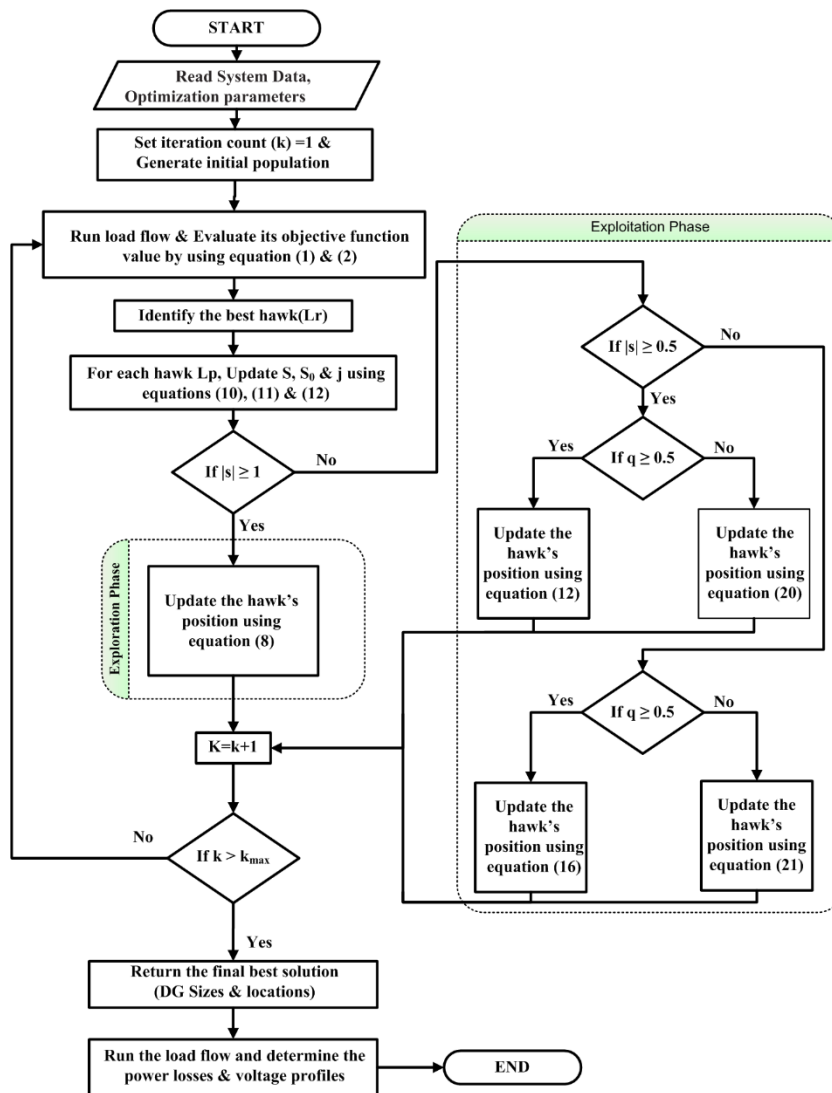 START
Read System Data,
Optimization parameters
Set iteration count (k) =1 &
Generate initial population
Run load flow & Evaluate its objective function
value by using equation (1) & (2)
Identify the best hawk(Lr)
For each hawk Lp, Update S, S₀ & j using
equations (10), (11) & (12)
If |s| ≥ 1
No
Yes
Exploration Phase
Update the hawk's
position using
equation (8)
K=k+1
If k > kmax
No
Yes
Return the final best solution
(DG Sizes & locations)
Run the load flow and determine the
power losses & voltage profiles
END
Exploitation Phase
If |s| ≥ 0.5
No
Yes
If q ≥ 0.5
Yes
No
Update the
hawk's
position using
equation (12)
Update the
hawk's
position using
equation (20)
If q ≥ 0.5
Yes
No
Update the
hawk's
position using
equation (16)
Update the
hawk's
position using
equation (21)